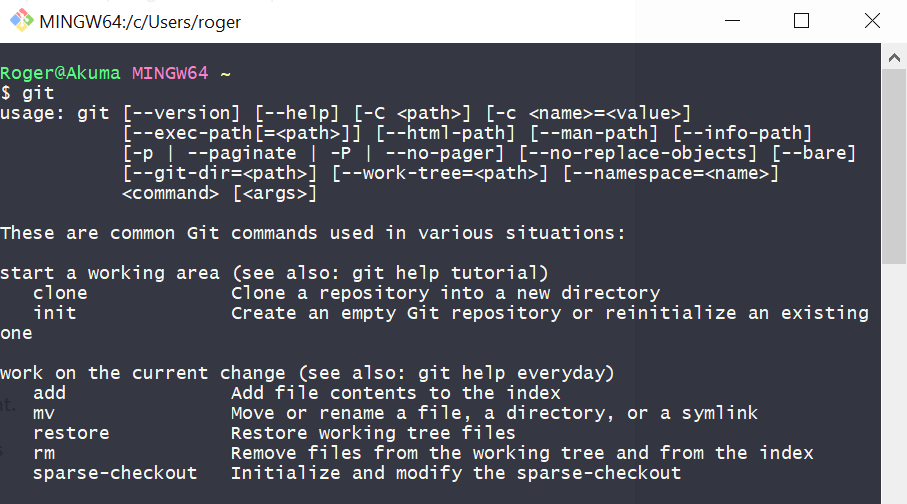 MINGW64:/c/Users/roger
Roger@Akuma MINGW64 ~
$ git
usage: git [--version] [--help] [-C <path>] [-c <name>=<value>]
           [--exec-path[=<path>]] [--html-path] [--man-path] [--info-path]
           [-p | --paginate | -P | --no-pager] [--no-replace-objects] [--bare]
           [--git-dir=<path>] [--work-tree=<path>] [--namespace=<name>]
           <command> [<args>]

These are common Git commands used in various situations:

start a working area (see also: git help tutorial)
   clone             Clone a repository into a new directory
   init              Create an empty Git repository or reinitialize an existing
one

work on the current change (see also: git help everyday)
   add               Add file contents to the index
   mv                Move or rename a file, a directory, or a symlink
   restore           Restore working tree files
   rm                Remove files from the working tree and from the index
   sparse-checkout   Initialize and modify the sparse-checkout